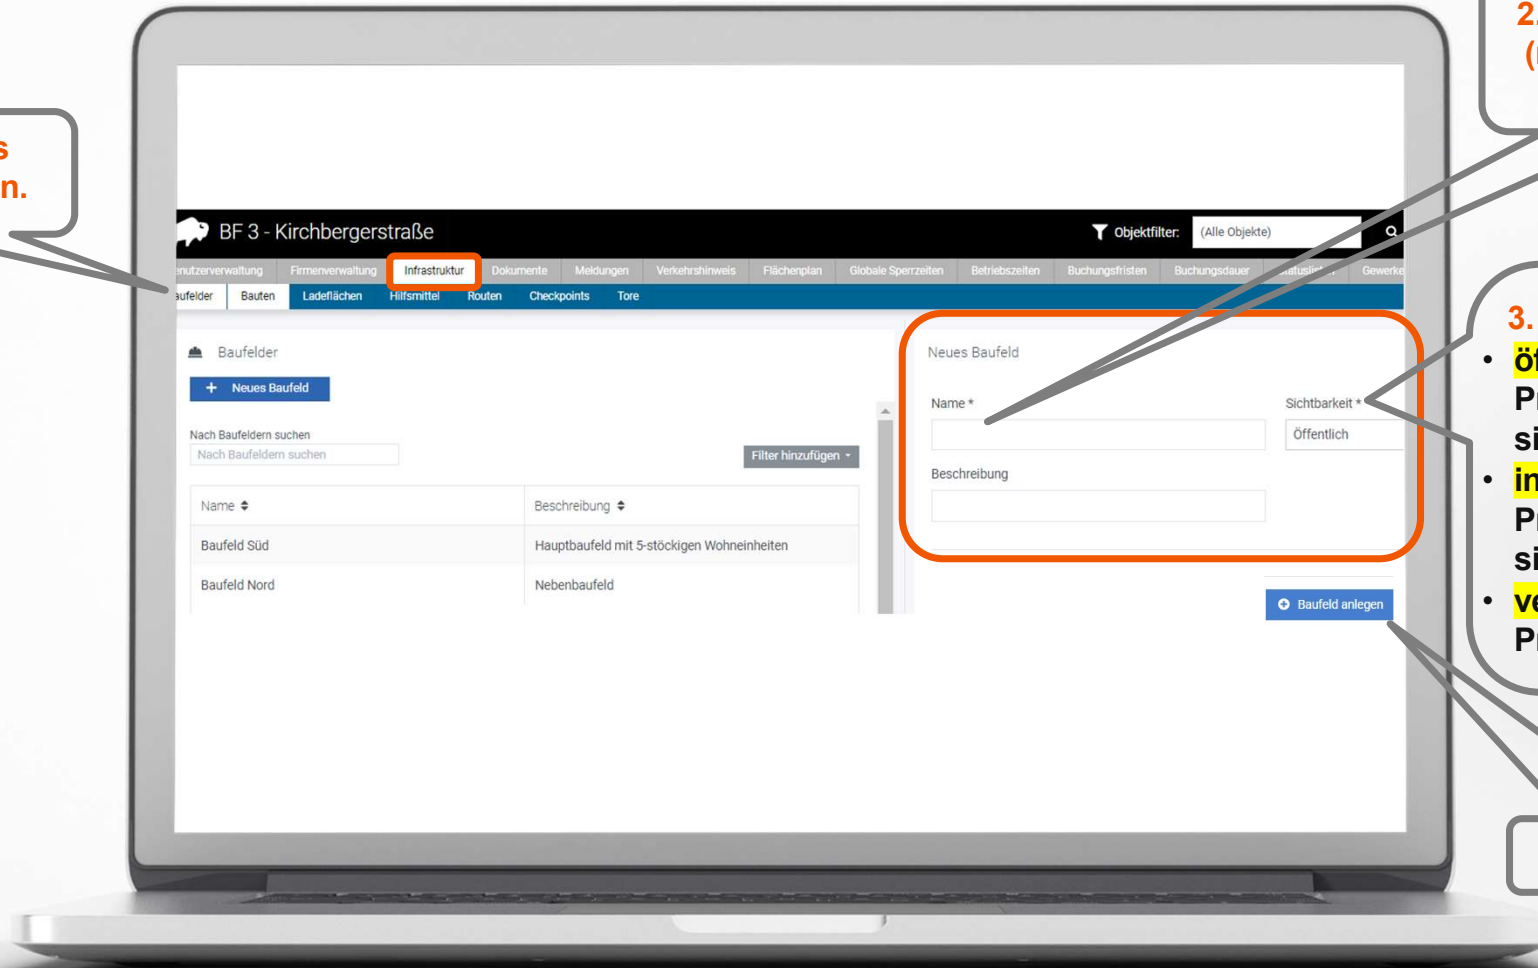 2.
n.
BF 3 - Kirchbergerstraße
Objektfilter:
(Alle Objekte)
Firmenverwaltung
Infrastruktur
Dokumente
Meldungen
Verkehrshinweis
Flächenplan
Globale Sperrzeiten
Betriebszeiten
Buchungsfristen
Buchungsdauer
Gewerke
Bauten
Ladeflächen
Hilfsmittel
Routen
Checkpoints
Tore
Baufelder
+ Neues Baufeld
Nach Baufeldern suchen
Nach Baufeldern suchen
Filter hinzufügen
Name
Beschreibung
Baufeld Süd
Hauptbaufeld mit 5-stöckigen Wohneinheiten
Baufeld Nord
Nebenbaufeld
Neues Baufeld
Name *
Sichtbarkeit *
Öffentlich
Beschreibung
Baufeld anlegen
3.